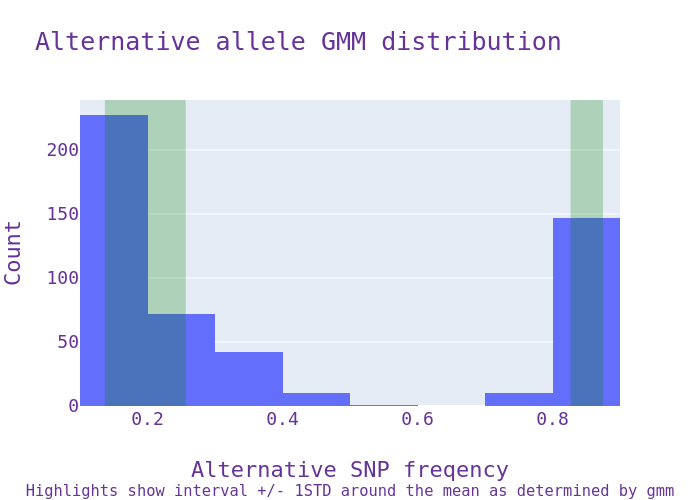 Alternative allele GMM distribution
200
150
100
50
0
Count
0.2
0.4
0.6
0.8
Alternative SNP freqency
Highlights show interval +/- 1STD around the mean as determined by gmm